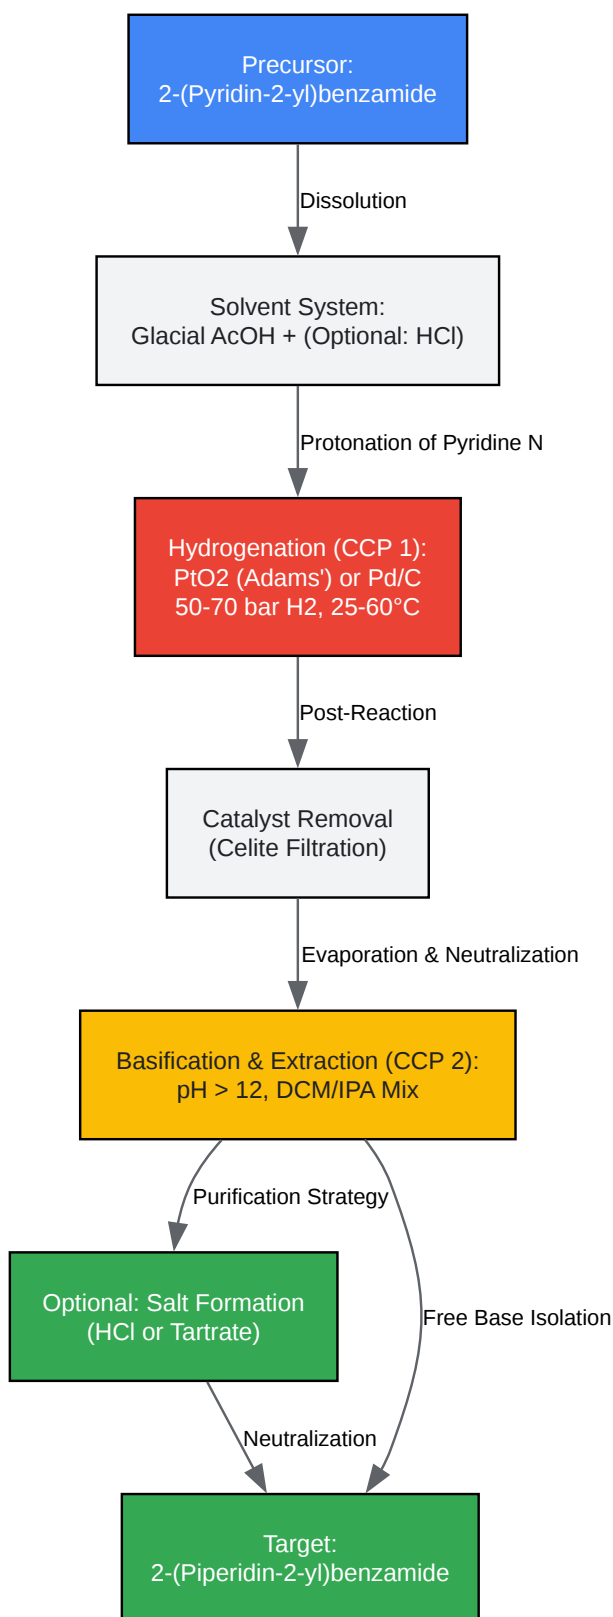 Precursor:
2-(Pyridin-2-yl)benzamide
Dissolution
Solvent System:
Glacial AcOH + (Optional: HCl)
Protonation of Pyridine N
Hydrogenation (CCP 1):
PtO2 (Adams') or Pd/C
50-70 bar H2, 25-60°C
Post-Reaction
Catalyst Removal
(Celite Filtration)
Evaporation & Neutralization
Basification & Extraction (CCP 2):
pH > 12, DCM/IPA Mix
Purification Strategy
Optional: Salt Formation
(HCl or Tartrate)
Free Base Isolation
Neutralization
Target:
2-(Piperidin-2-yl)benzamide